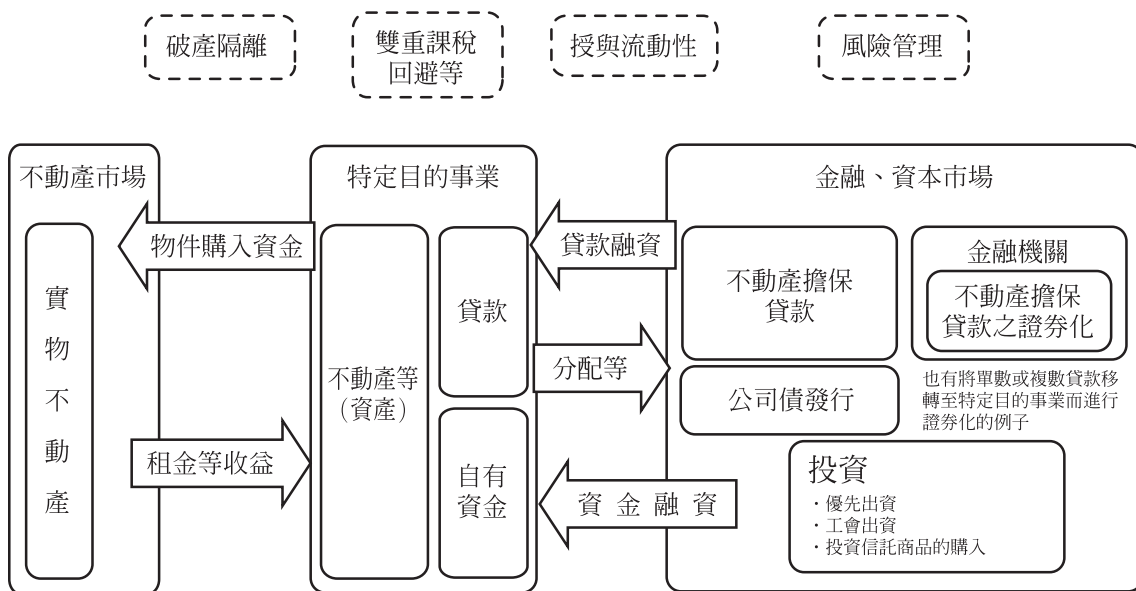 破產隔離
雙重課稅
回避等
授與流動性
風險管理
不動產市場
實物不動產
物件購入資金
租金等收益
特定目的事業
不動產等
（資產）
貸款
自有
資金
貸款融資
分配等
資金融資
金融、資本市場
不動產擔保
貸款
公司債發行
金融機關
不動產擔保
貸款之證券化
也有將單數或複數貸款移
轉至特定目的事業而進行
證券化的例子
投資
．優先出資
．工會出資
．投資信託商品的購入